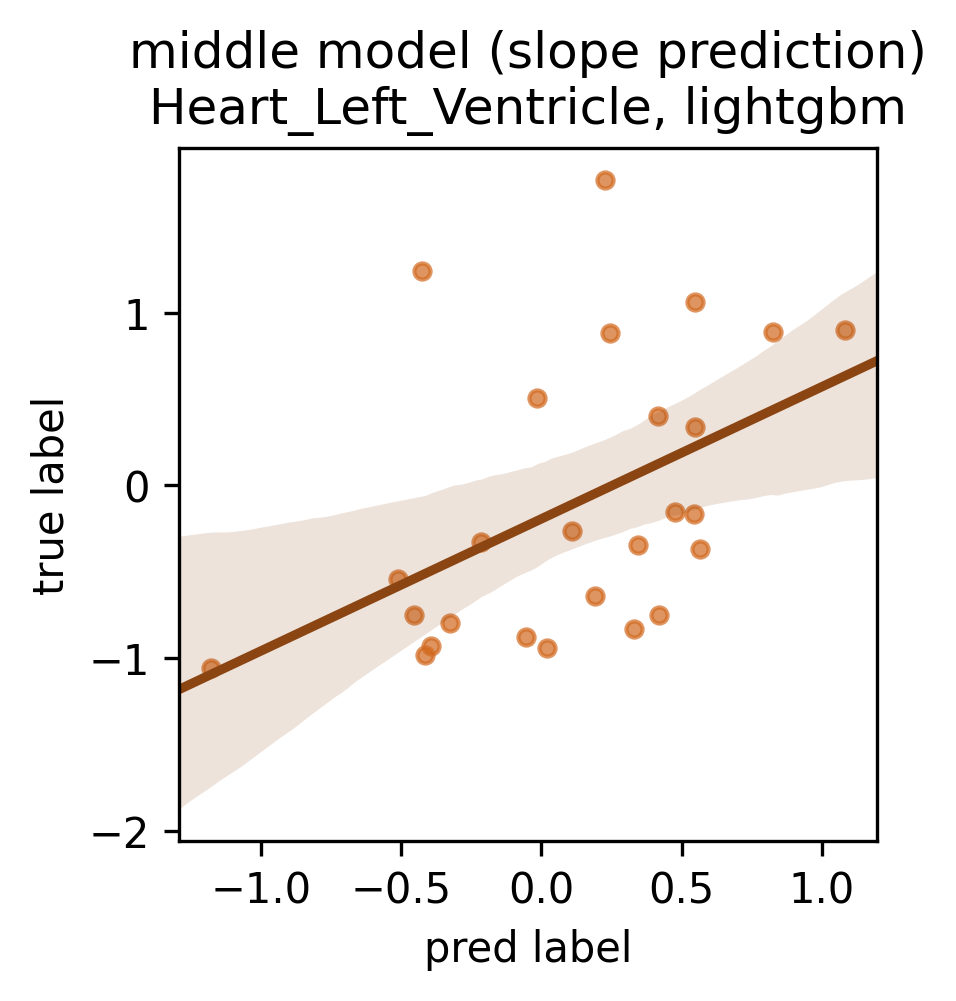 middle model (slope prediction)
Heart_Left_Ventricle, lightgbm
1
0
−1
−2
true label
−1.0 −0.5 0.0 0.5 1.0
pred label